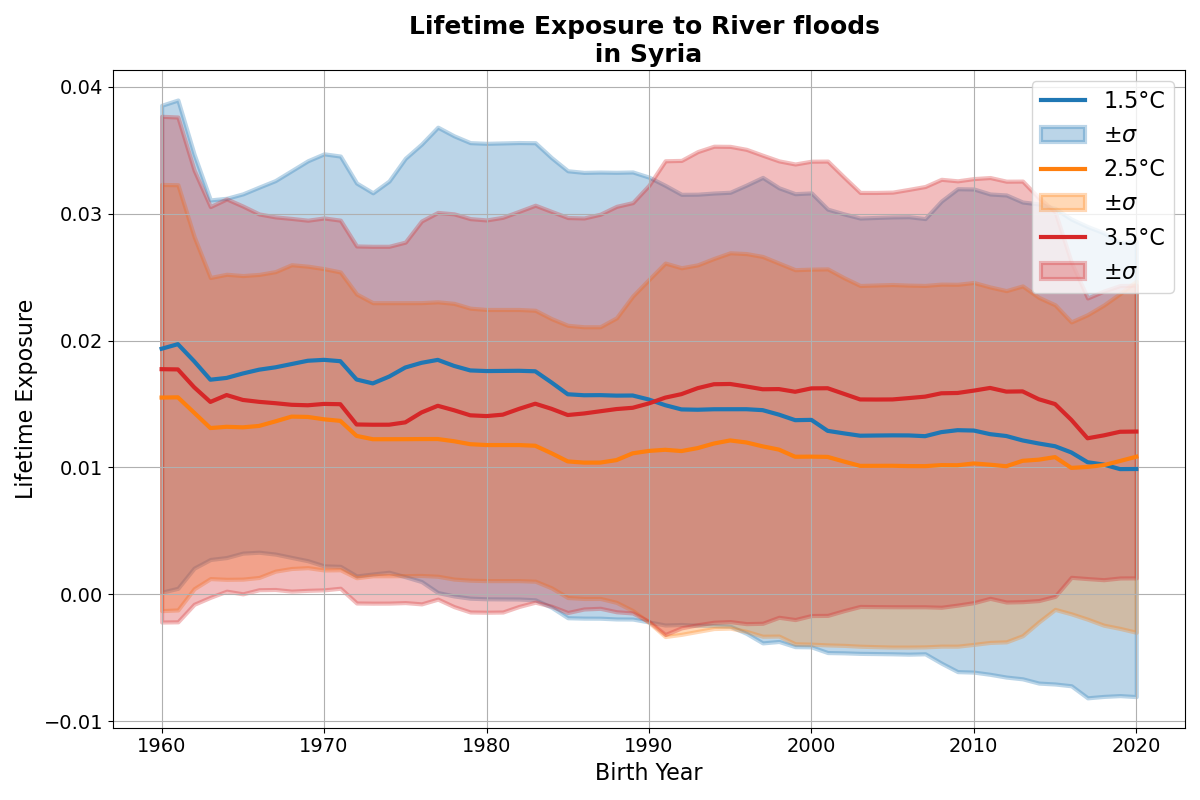 Lifetime Exposure to River floods
in Syria
Lifetime Exposure
0.04
0.03
0.02
0.01
0.00
−0.01
1960
1970
1980
1990
2000
2010
2020
Birth Year
1.5°C
±σ
2.5°C
±σ
3.5°C
±σ